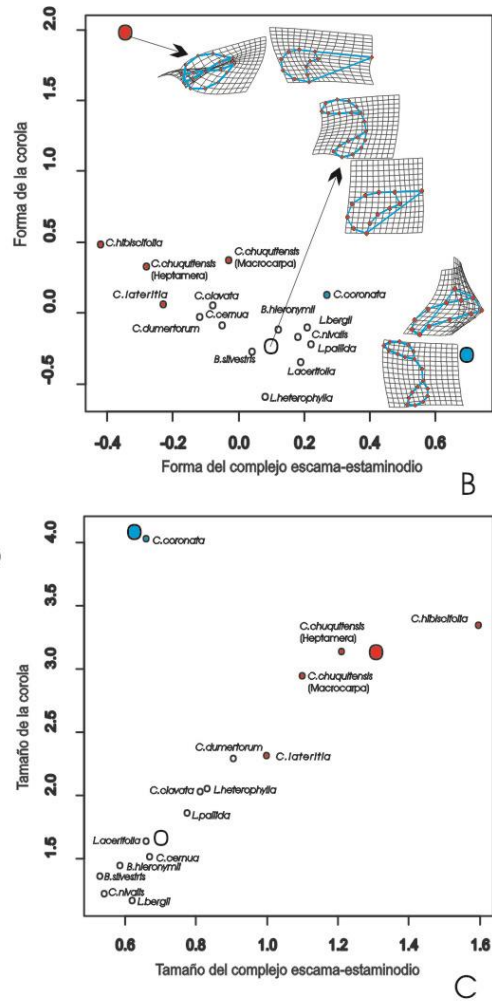 2.0
1.5
1.0
0.5
0.0
-0.5
Forma de la corola
C.hibiscifolia
C.chuquitensis
(Heptamera)
C.chuquitensis
(Macrocarpa)
C.lateritia
C.clavata
C.cernua
C.dumetorum
C.coronata
B.hieronymii
L.bergii
C.nivalis
L.pallida
B.silvestris
L.acerifolia
L.heterophylla
-0.4 -0.2 0.0 0.2 0.4 0.6
Forma del complejo escama-estaminodio
B
4.0
3.5
3.0
2.5
2.0
1.5
Tamaño de la corola
C.coronata
C.hibiscifolia
C.chuquitensis
(Heptamera)
C.chuquitensis
(Macrocarpa)
C.dumetorum
C.lateritia
C.clavata
L.heterophylla
L.pallida
L.acerifolia
C.cernua
B.hieronymii
B.silvestris
C.nivalis
L.bergii
0.6 0.8 1.0 1.2 1.4 1.6
Tamaño del complejo escama-estaminodio
C